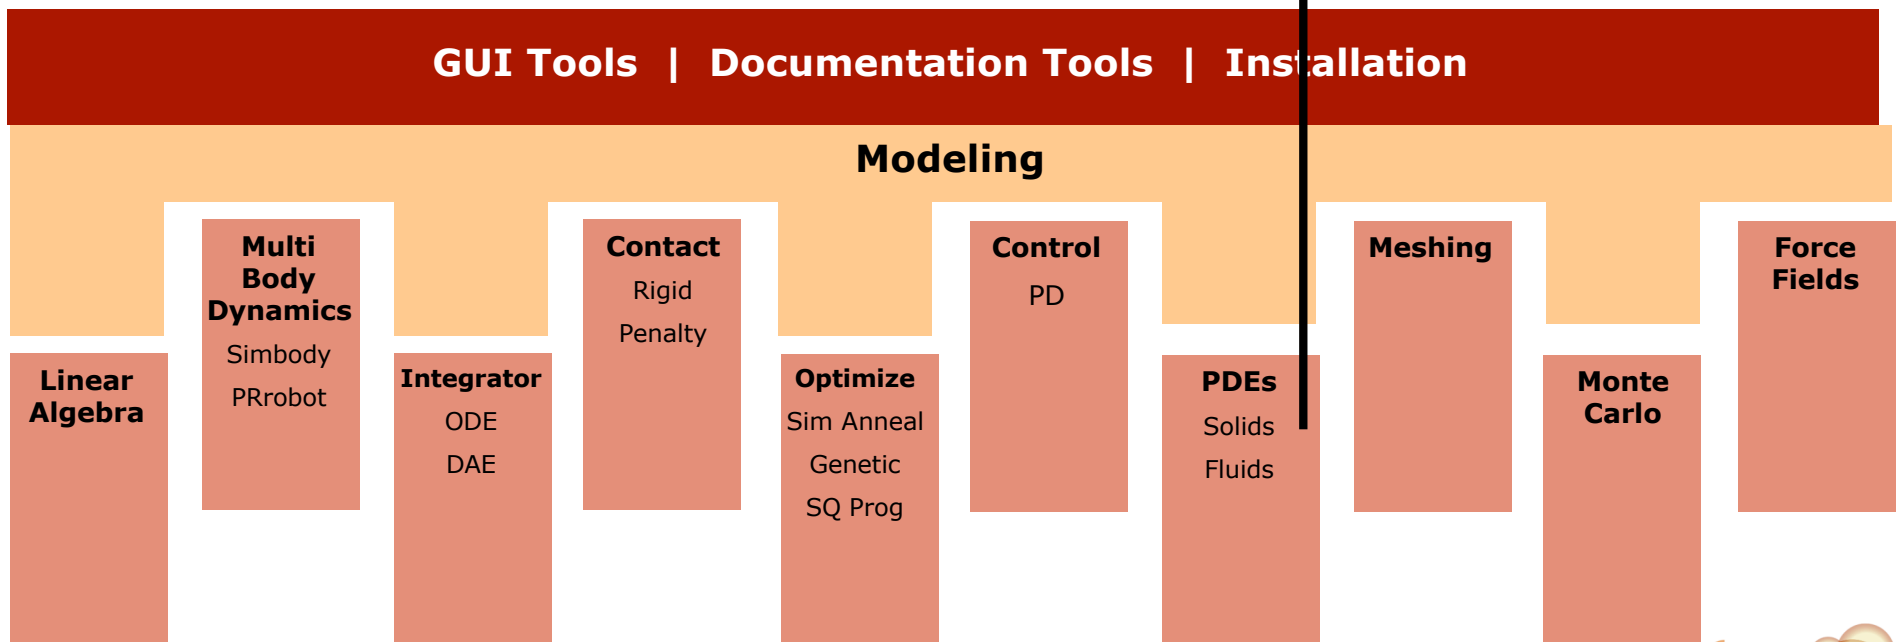 GUI Tools | Documentation Tools | Installation
Modeling
Linear
Algebra
Multi
Body
Dynamics
Simbody
PRrobot
Integrator
ODE
DAE
Contact
Rigid
Penalty
Optimize
Sim Anneal
Genetic
SQ Prog
Control
PD
PDEs
Solids
Fluids
Meshing
Monte
Carlo
Force
Fields